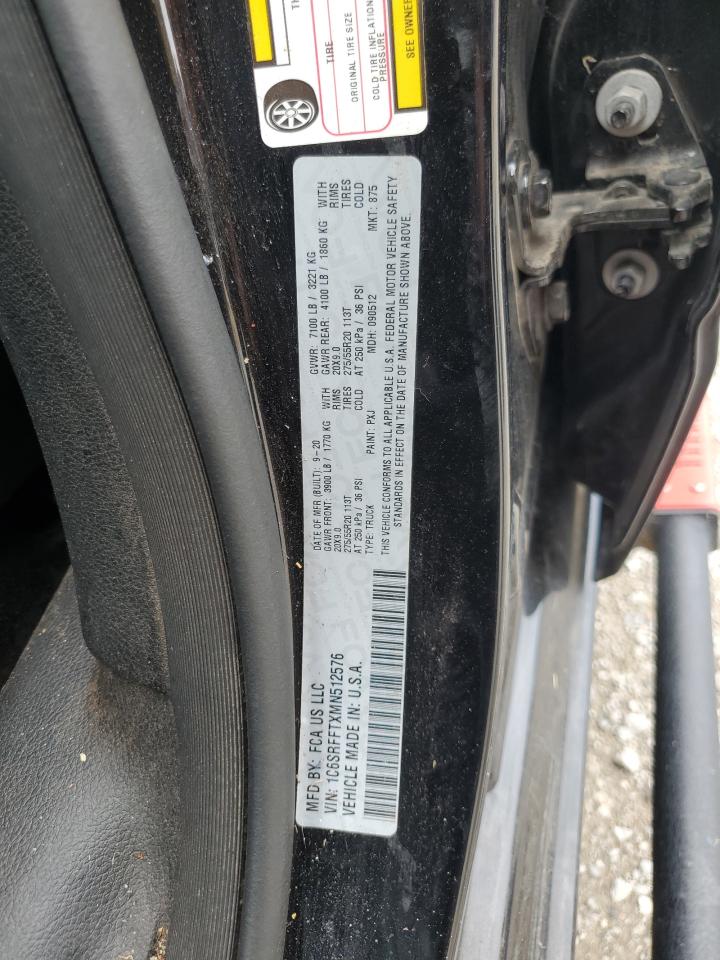 TIRE
ORIGINAL TIRE SIZE
COLD TIRE INFLATION
PRESSURE
SEE OWNER
MFD BY: FCA US LLC
VIN: 1C6SRFFTXMN512576
VEHICLE MADE IN: U.S.A.
DATE OF MFR (BUILT): 9-20
GAWR FRONT: 3900 LB / 1770 KG WITH
20X9.0 RIMS
275/55R20 113T TIRES
AT 250 kPa / 36 PSI COLD
GVWR: 7100 LB / 3221 KG
GAWR REAR: 4100 LB / 1860 KG WITH
20X9.0 RIMS
275/55R20 113T TIRES
AT 250 kPa / 36 PSI COLD
TYPE: TRUCK PAINT: PXJ MDH: 090512 MKT: 875
THIS VEHICLE CONFORMS TO ALL APPLICABLE U.S.A. FEDERAL MOTOR VEHICLE SAFETY
STANDARDS IN EFFECT ON THE DATE OF MANUFACTURE SHOWN ABOVE.